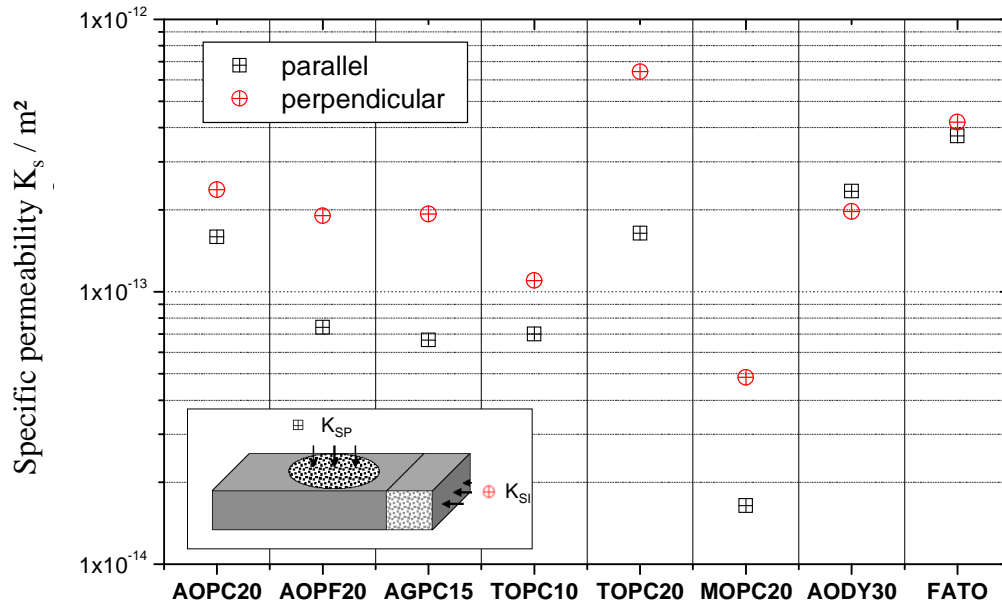 1x10⁻¹²
parallel
perpendicular
Specific permeability Kₛ / m²
1x10⁻¹³
K_SP
K_SI
1x10⁻¹⁴
AOPC20 AOPF20 AGPC15 TOPC10 TOPC20 MOPC20 AODY30 FATO